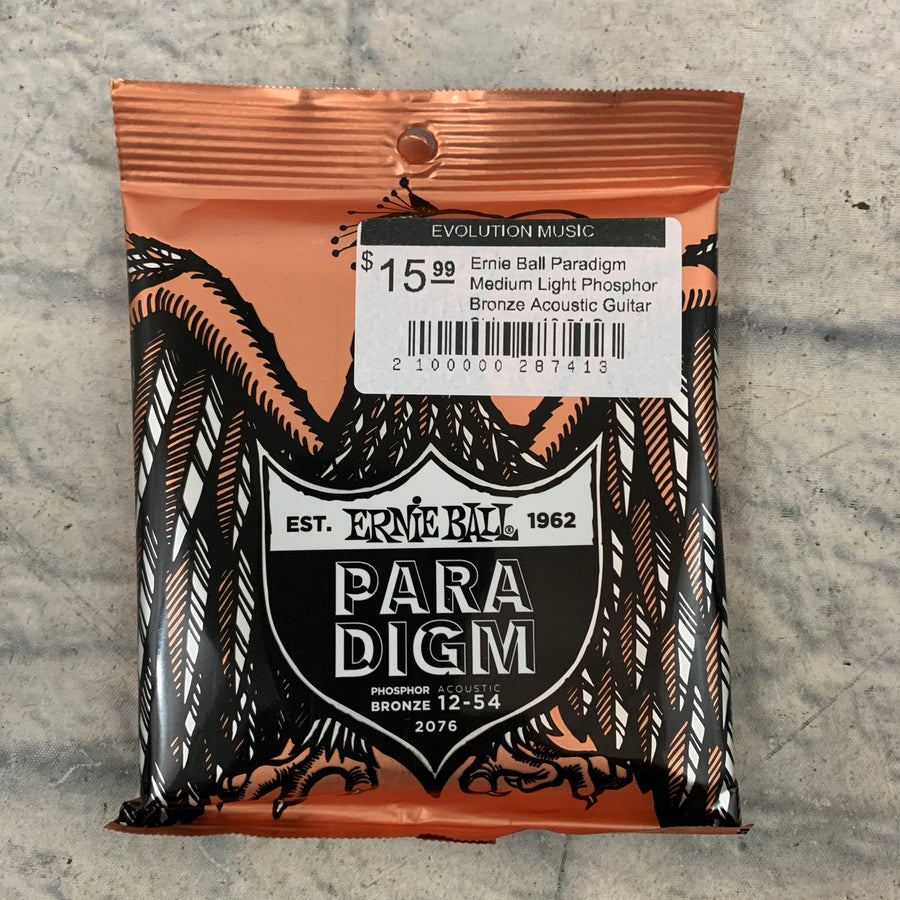 EVOLUTION MUSIC
$15.99 Ernie Ball Paradigm
Medium Light Phosphor
Bronze Acoustic Guitar
2 100000 287413
EST. ERNIE BALL® 1962
PARA
DIGM
PHOSPHOR ACOUSTIC
BRONZE 12-54
2076